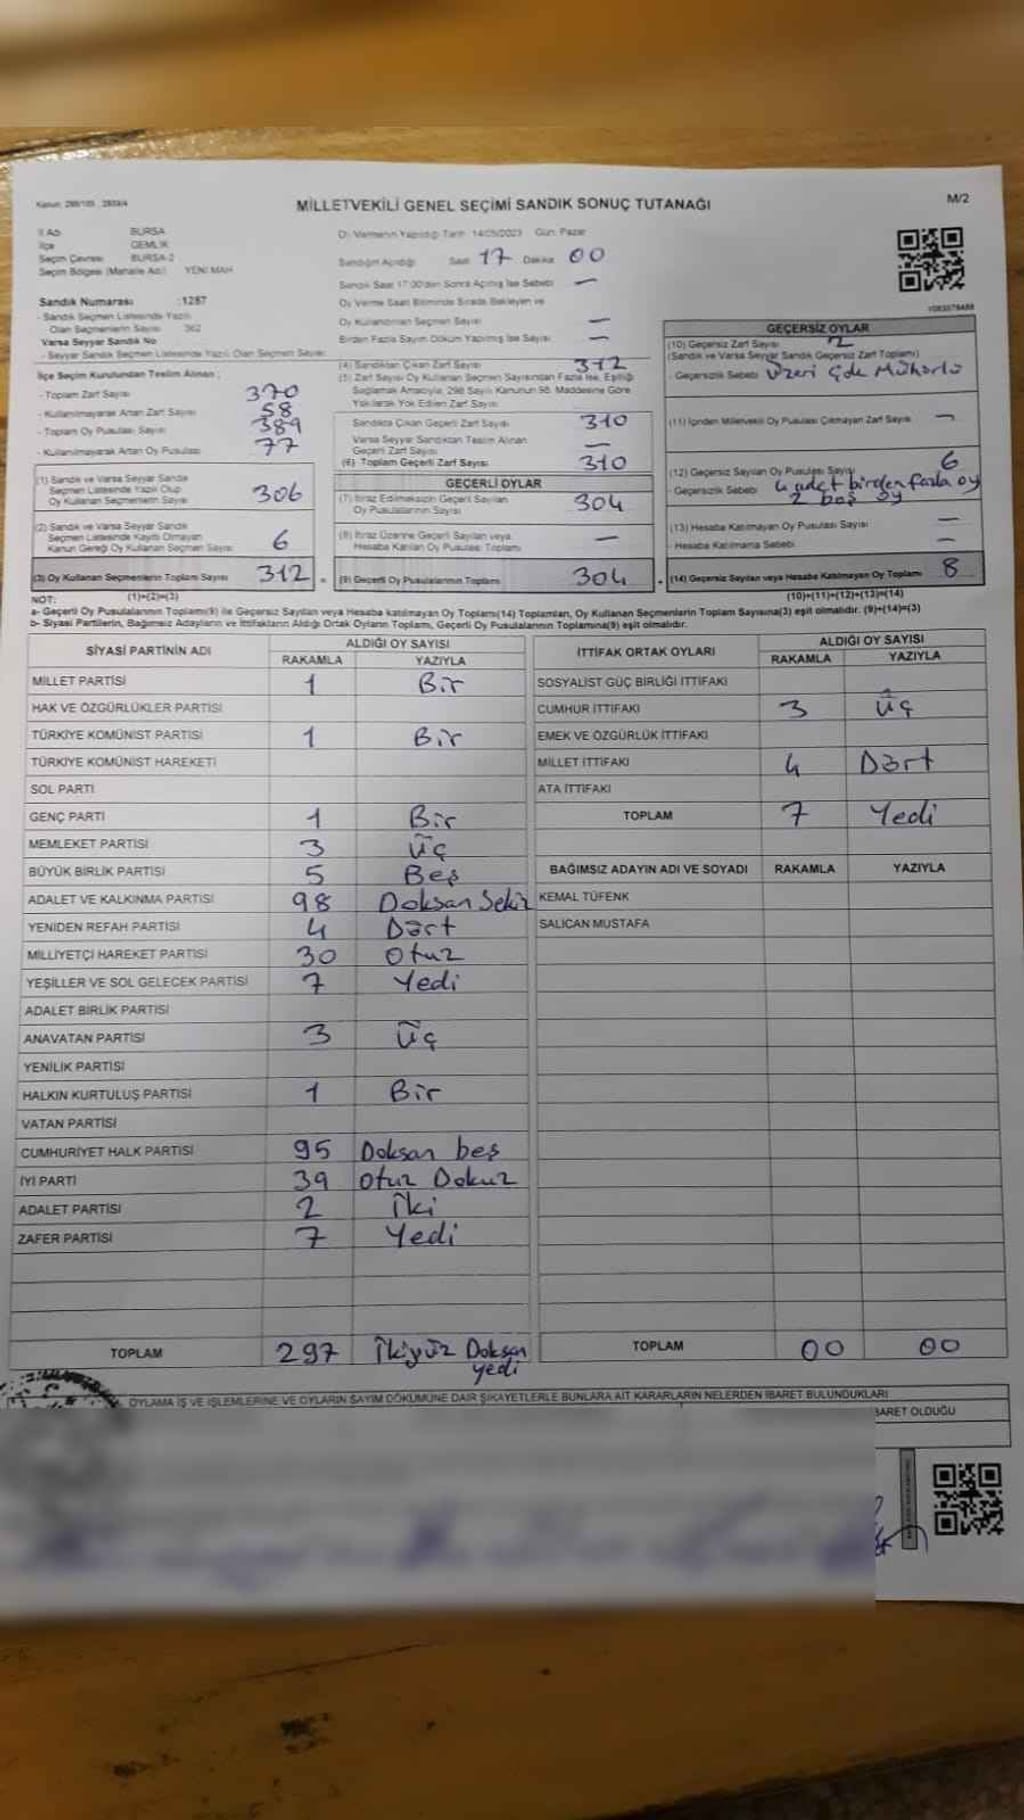 Kanun: 298/105 , 2839/4
MİLLETVEKİLİ GENEL SEÇİMİ SANDIK SONUÇ TUTANAĞI
M/2
İl Adı BURSA
İlçe GEMLİK
Seçim Çevresi BURSA-2
Seçim Bölgesi (Mahalle Adı) YENİ MAH
Oy Vermenin Yapıldığı Tarih 14/05/2023 Gün: Pazar
Sandığın Açıldığı Saat 17 Dakika 00
Sandık Saat 17:00'den Sonra Açılmış İse Sebebi —
Oy Verme Saati Bitiminde Sırada Bekleyen ve
Oy Kullandırılan Seçmen Sayısı —
Birden Fazla Sayım Döküm Yapılmış İse Sayısı —
Sandık Numarası :1287
- Sandık Seçmen Listesinde Yazılı
Olan Seçmenlerin Sayısı 362
Varsa Seyyar Sandık No
- Seyyar Sandık Seçmen Listesinde Yazılı Olan Seçmen Sayısı
İlçe Seçim Kurulundan Teslim Alınan ;
- Toplam Zarf Sayısı 370
- Kullanılmayarak Artan Zarf Sayısı 58
- Toplam Oy Pusulası Sayısı 389
- Kullanılmayarak Artan Oy Pusulası 77
(1) Sandık ve Varsa Seyyar Sandık
Seçmen Listesinde Yazılı Olup
Oy Kullanan Seçmenlerin Sayısı 306
(2) Sandık ve Varsa Seyyar Sandık
Seçmen Listesinde Kayıtlı Olmayan
Kanun Gereği Oy Kullanan Seçmen Sayısı 6
(3) Oy Kullanan Seçmenlerin Toplam Sayısı 312 =
(4) Sandıktan Çıkan Zarf Sayısı 312
(5) Zarf Sayısı Oy Kullanan Seçmen Sayısından Fazla İse, Eşitliği
Sağlamak Amacıyla, 298 Sayılı Kanunun 98. Maddesine Göre
Yakılarak Yok Edilen Zarf Sayısı
Sandıkta Çıkan Geçerli Zarf Sayısı 310
Varsa Seyyar Sandıktan Teslim Alınan
Geçerli Zarf Sayısı —
(6) Toplam Geçerli Zarf Sayısı 310
GEÇERLİ OYLAR
(7) İtiraz Edilmeksizin Geçerli Sayılan
Oy Pusulalarının Sayısı 304
(8) İtiraz Üzerine Geçerli Sayılan veya
Hesaba Katılan Oy Pusulası Toplamı —
(9) Geçerli Oy Pusulalarının Toplamı 304 +
GEÇERSİZ OYLAR
(10) Geçersiz Zarf Sayısı 2
(Sandık ve Varsa Seyyar Sandık Geçersiz Zarf Toplamı)
- Geçersizlik Sebebi Üzeri çok Mühürlü
(11) İçinden Milletvekili Oy Pusulası Çıkmayan Zarf Sayısı —
(12) Geçersiz Sayılan Oy Pusulası Sayısı 6
- Geçersizlik Sebebi 4 adet birden fazla oy
2 boş oy
(13) Hesaba Katılmayan Oy Pusulası Sayısı —
- Hesaba Katılmama Sebebi —
(14) Geçersiz Sayılan veya Hesaba Katılmayan Oy Toplamı 8
NOT: (1)+(2)=(3) (10)+(11)+(12)+(13)=(14)
a- Geçerli Oy Pusulalarının Toplamı(9) ile Geçersiz Sayılan veya Hesaba katılmayan Oy Toplamı(14) Toplamları, Oy Kullanan Seçmenlerin Toplam Sayısına(3) eşit olmalıdır. (9)+(14)=(3)
b- Siyasi Partilerin, Bağımsız Adayların ve İttifakların Aldığı Ortak Oyların Toplamı, Geçerli Oy Pusulalarının Toplamına(9) eşit olmalıdır.
SİYASİ PARTİNİN ADI ALDIĞI OY SAYISI
RAKAMLA YAZIYLA
MİLLET PARTİSİ 1 Bir
HAK VE ÖZGÜRLÜKLER PARTİSİ
TÜRKİYE KOMÜNİST PARTİSİ 1 Bir
TÜRKİYE KOMÜNİST HAREKETİ
SOL PARTİ
GENÇ PARTİ 1 Bir
MEMLEKET PARTİSİ 3 Üç
BÜYÜK BİRLİK PARTİSİ 5 Beş
ADALET VE KALKINMA PARTİSİ 98 Doksan Sekiz
YENİDEN REFAH PARTİSİ 4 Dört
MİLLİYETÇİ HAREKET PARTİSİ 30 Otuz
YEŞİLLER VE SOL GELECEK PARTİSİ 7 Yedi
ADALET BİRLİK PARTİSİ
ANAVATAN PARTİSİ 3 Üç
YENİLİK PARTİSİ
HALKIN KURTULUŞ PARTİSİ 1 Bir
VATAN PARTİSİ
CUMHURİYET HALK PARTİSİ 95 Doksan beş
İYİ PARTİ 39 Otuz Dokuz
ADALET PARTİSİ 2 İki
ZAFER PARTİSİ 7 Yedi
TOPLAM 297 İkiyüz Doksan
yedi
İTTİFAK ORTAK OYLARI ALDIĞI OY SAYISI
RAKAMLA YAZIYLA
SOSYALİST GÜÇ BİRLİĞİ İTTİFAKI
CUMHUR İTTİFAKI 3 Üç
EMEK VE ÖZGÜRLÜK İTTİFAKI
MİLLET İTTİFAKI 4 Dört
ATA İTTİFAKI
TOPLAM 7 Yedi
BAĞIMSIZ ADAYIN ADI VE SOYADI RAKAMLA YAZIYLA
KEMAL TÜFENK
SALİCAN MUSTAFA
TOPLAM 00 00
OYLAMA İŞ VE İŞLEMLERİNE VE OYLARIN SAYIM DÖKÜMÜNE DAİR ŞİKAYETLERLE BUNLARA AİT KARARLARIN NELERDEN İBARET BULUNDUKLARI
BARET OLDUĞU